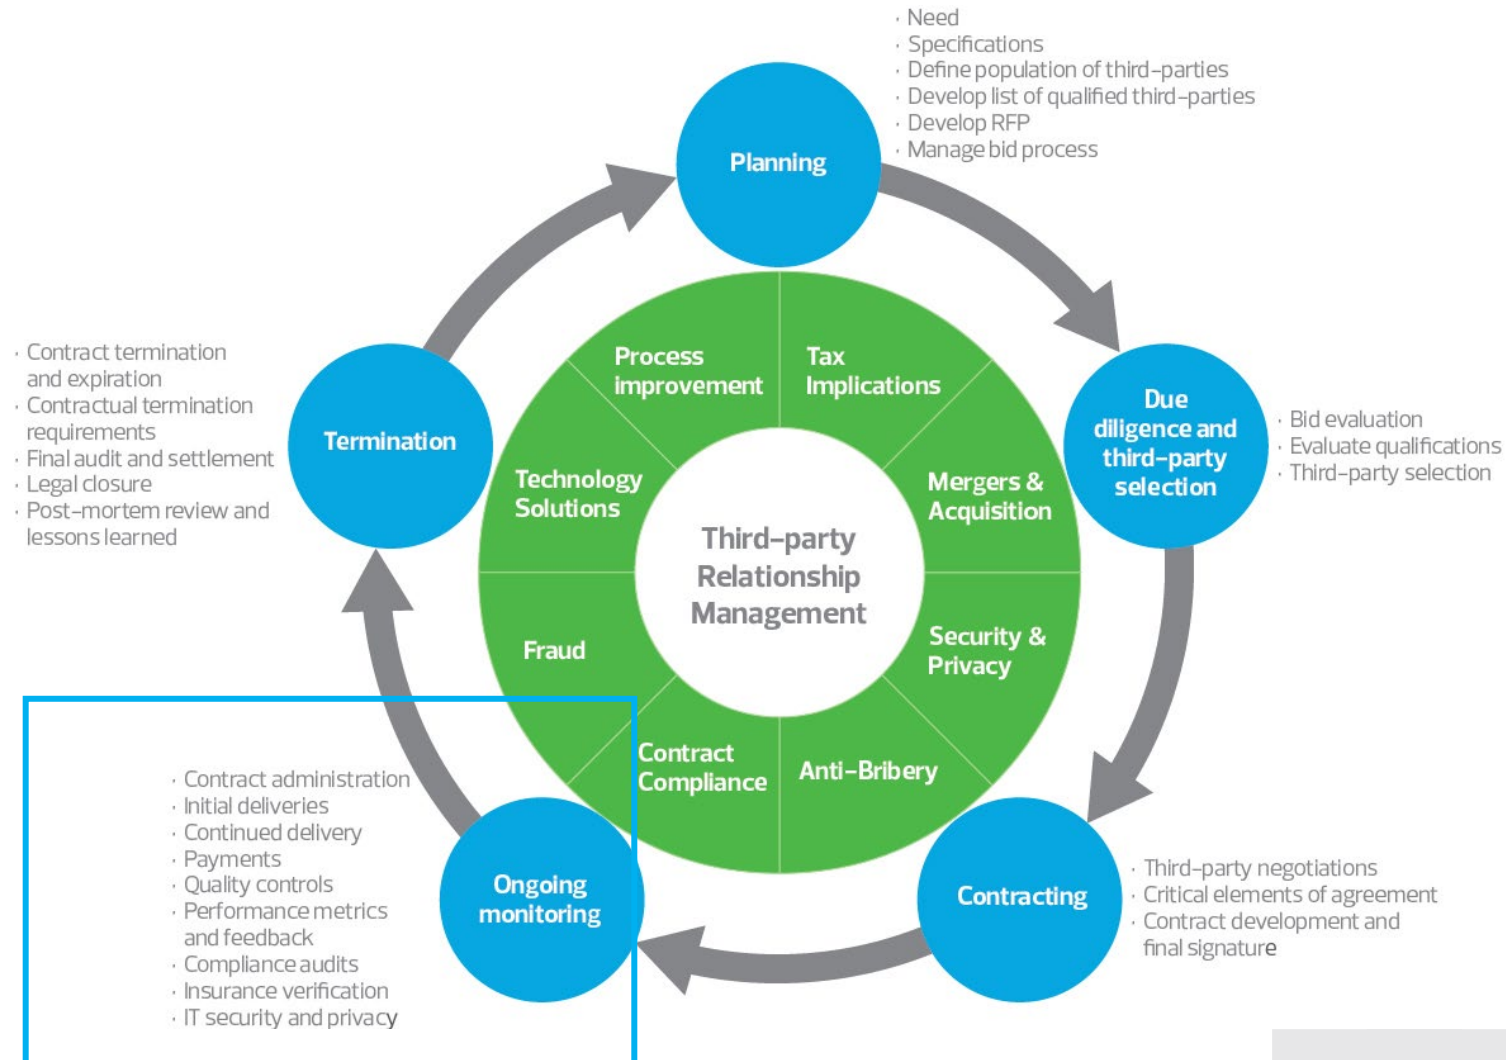 · Need
· Specifications
· Define population of third-parties
· Develop list of qualified third-parties
· Develop RFP
· Manage bid process
Planning
Process
improvement
Tax
Implications
· Contract termination
and expiration
· Contractual termination
requirements
· Final audit and settlement
· Legal closure
· Post-mortem review and
lessons learned
Termination
Due
diligence and
third-party
selection
· Bid evaluation
· Evaluate qualifications
· Third-party selection
Technology
Solutions
Mergers &
Acquisition
Third-party
Relationship
Management
Fraud
Security &
Privacy
Contract
Compliance
Anti-Bribery
· Contract administration
· Initial deliveries
· Continued delivery
· Payments
· Quality controls
· Performance metrics
and feedback
· Compliance audits
· Insurance verification
· IT security and privacy
Ongoing
monitoring
Contracting
· Third-party negotiations
· Critical elements of agreement
· Contract development and
final signature